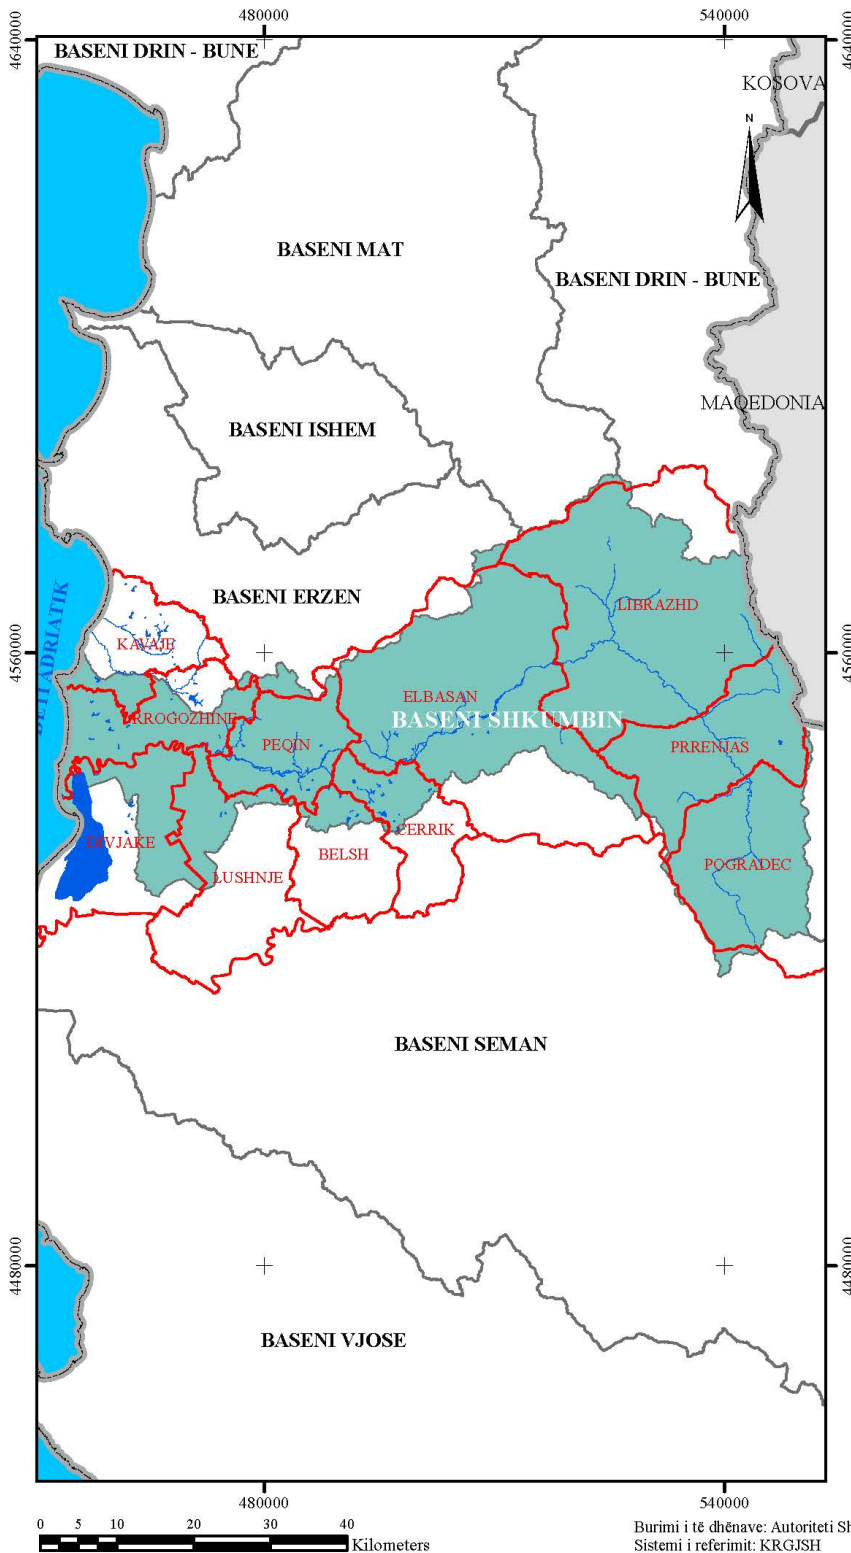 480000 540000
4640000 4640000
BASENI DRIN - BUNE
KOSOVA
N
BASENI MAT
BASENI DRIN - BUNE
MAQEDONIA
BASENI ISHEM
BASENI ERZEN
LIBRAZHD
KAVAJE
4560000 4560000
DETI ADRIATIK
ELBASAN
RROGOZHINE
BASENI SHKUMBIN
PEQIN
PRRENJAS
CERRIK
DIVJAKE
BELSH
POGRADEC
LUSHNJE
BASENI SEMAN
4480000 4480000
BASENI VJOSE
480000 540000
0 5 10 20 30 40
Kilometers
Burimi i të dhënave: Autoriteti Sh
Sistemi i referimit: KRGJSH